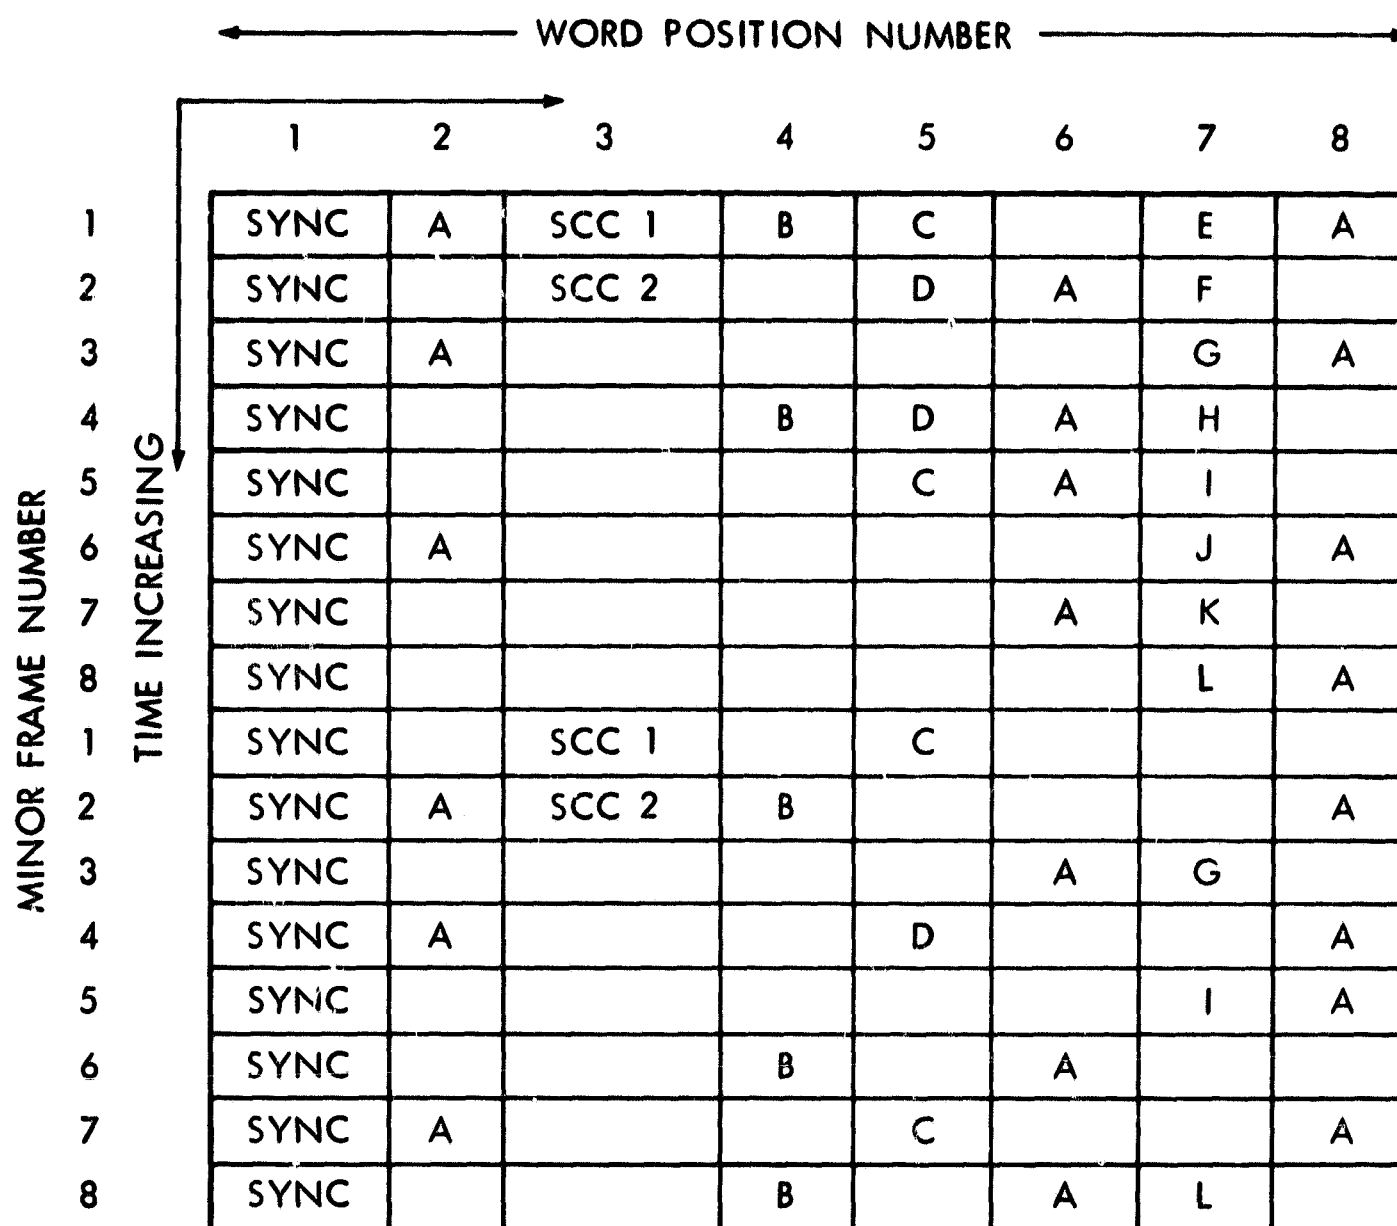 WORD POSITION NUMBER
1 2 3 4 5 6 7 8
MINOR FRAME NUMBER
TIME INCREASING
1 SYNC A SCC 1 B C E A
2 SYNC SCC 2 D A F
3 SYNC A G A
4 SYNC B D A H
5 SYNC C A I
6 SYNC A J A
7 SYNC A K
8 SYNC L A
1 SYNC SCC 1 C
2 SYNC A SCC 2 B A
3 SYNC A G
4 SYNC A D A
5 SYNC I A
6 SYNC B A
7 SYNC A C A
8 SYNC B A L